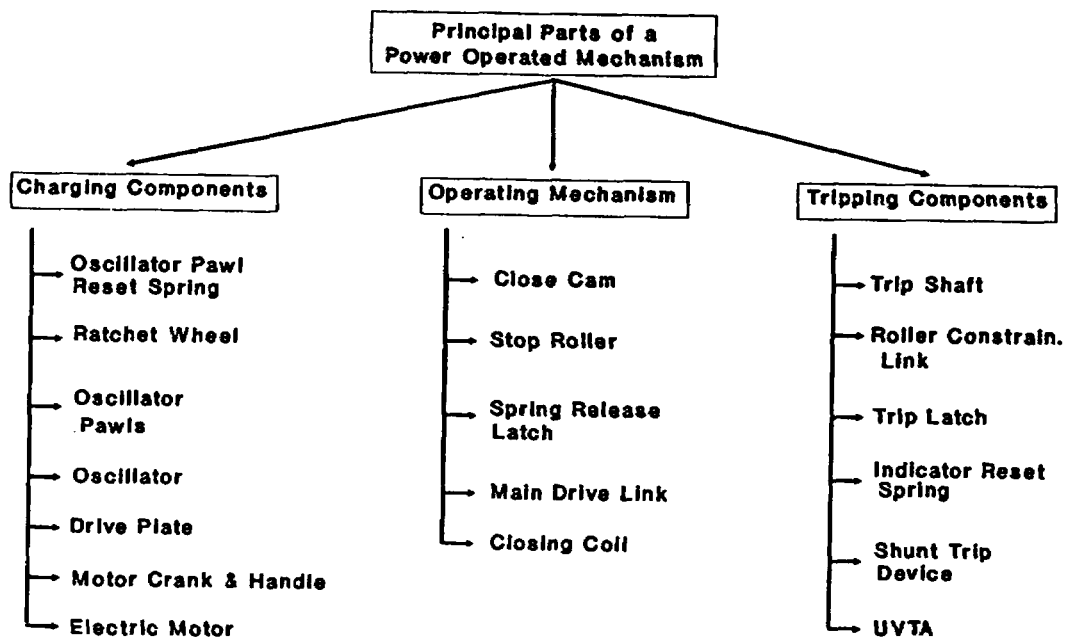 Principal Parts of a
Power Operated Mechanism
Charging Components
Oscillator Pawl
Reset Spring
Ratchet Wheel
Oscillator
Pawls
Oscillator
Drive Plate
Motor Crank & Handle
Electric Motor
Operating Mechanism
Close Cam
Stop Roller
Spring Release
Latch
Main Drive Link
Closing Coil
Tripping Components
Trip Shaft
Roller Constrain.
Link
Trip Latch
Indicator Reset
Spring
Shunt Trip
Device
UVTA